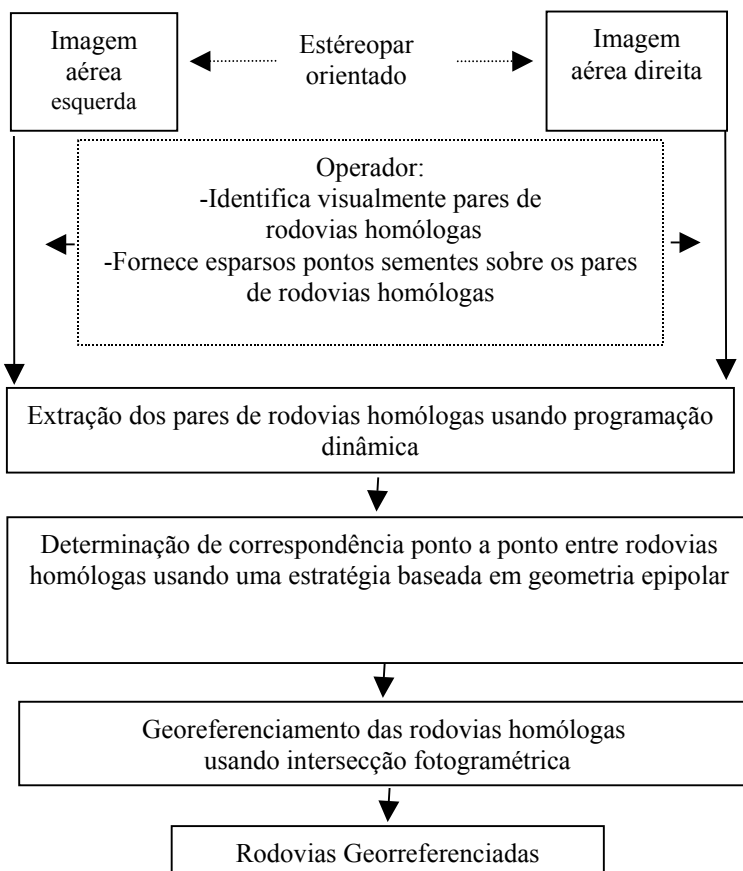 Imagem
aérea
esquerda
Estéreopar
orientado
Imagem
aérea direita
Operador:
-Identifica visualmente pares de
rodovias homólogas
-Fornece esparsos pontos sementes sobre os pares
de rodovias homólogas
Extração dos pares de rodovias homólogas usando programação
dinâmica
Determinação de correspondência ponto a ponto entre rodovias
homólogas usando uma estratégia baseada em geometria epipolar
Georeferenciamento das rodovias homólogas
usando intersecção fotogramétrica
Rodovias Georreferenciadas